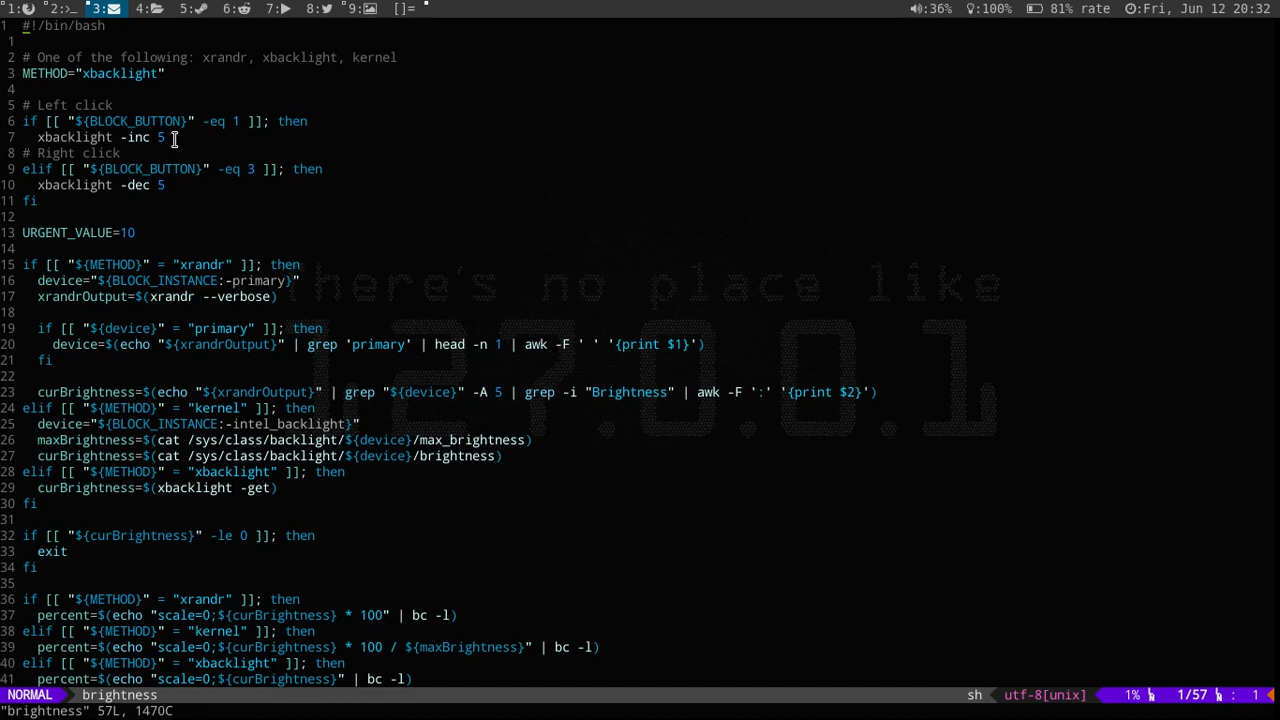 1: 2:>_ 3: 4: 5: 6: 7: 8: 9: []= 36% 100% 81% rate Fri, Jun 12 20:32
1 #!/bin/bash
1
2 # One of the following: xrandr, xbacklight, kernel
3 METHOD="xbacklight"
4
5 # Left click
6 if [[ "${BLOCK_BUTTON}" -eq 1 ]]; then
7   xbacklight -inc 5
8 # Right click
9 elif [[ "${BLOCK_BUTTON}" -eq 3 ]]; then
10   xbacklight -dec 5
11 fi
12
13 URGENT_VALUE=10
14
15 if [[ "${METHOD}" = "xrandr" ]]; then
16   device="${BLOCK_INSTANCE:-primary}"
17   xrandrOutput=$(xrandr --verbose)
18
19   if [[ "${device}" = "primary" ]]; then
20     device=$(echo "${xrandrOutput}" | grep 'primary' | head -n 1 | awk -F ' ' '{print $1}')
21   fi
22
23   curBrightness=$(echo "${xrandrOutput}" | grep "${device}" -A 5 | grep -i "Brightness" | awk -F ':' '{print $2}')
24 elif [[ "${METHOD}" = "kernel" ]]; then
25   device="${BLOCK_INSTANCE:-intel_backlight}"
26   maxBrightness=$(cat /sys/class/backlight/${device}/max_brightness)
27   curBrightness=$(cat /sys/class/backlight/${device}/brightness)
28 elif [[ "${METHOD}" = "xbacklight" ]]; then
29   curBrightness=$(xbacklight -get)
30 fi
31
32 if [[ "${curBrightness}" -le 0 ]]; then
33   exit
34 fi
35
36 if [[ "${METHOD}" = "xrandr" ]]; then
37   percent=$(echo "scale=0;${curBrightness} * 100" | bc -l)
38 elif [[ "${METHOD}" = "kernel" ]]; then
39   percent=$(echo "scale=0;${curBrightness} * 100 / ${maxBrightness}" | bc -l)
40 elif [[ "${METHOD}" = "xbacklight" ]]; then
41   percent=$(echo "scale=0;${curBrightness}" | bc -l)
There's no place like
127.0.0.1
NORMAL brightness sh utf-8[unix] 1% 1/57 : 1
"brightness" 57L, 1470C